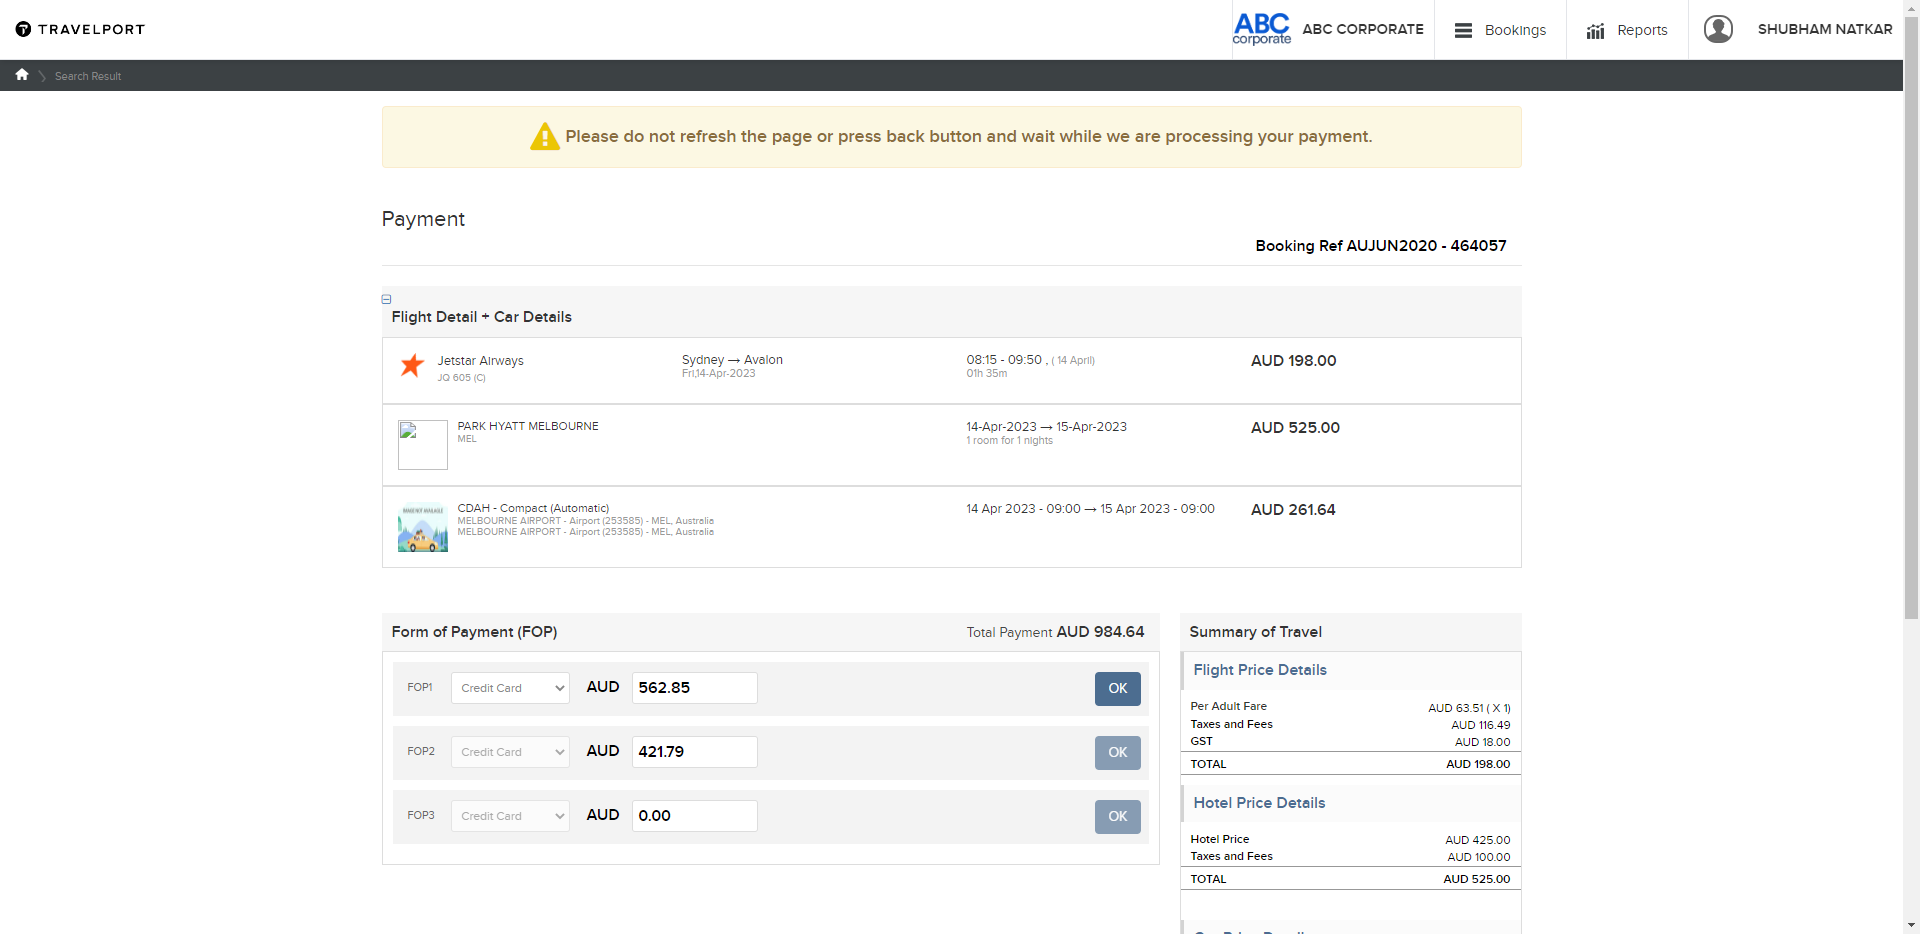 TRAVELPORT
ABC
corporate
ABC CORPORATE
Bookings
Reports
SHUBHAM NATKAR
Search Result
Please do not refresh the page or press back button and wait while we are processing your payment.
Payment
Booking Ref AUJUN2020 - 464057
Flight Detail + Car Details
Jetstar Airways
JQ 605 (C)
Sydney → Avalon
Fri,14-Apr-2023
08:15 - 09:50 , ( 14 April)
01h 35m
AUD 198.00
PARK HYATT MELBOURNE
MEL
14-Apr-2023 → 15-Apr-2023
1 room for 1 nights
AUD 525.00
IMAGE NOT AVAILABLE
CDAH - Compact (Automatic)
MELBOURNE AIRPORT - Airport (253585) - MEL, Australia
MELBOURNE AIRPORT - Airport (253585) - MEL, Australia
14 Apr 2023 - 09:00 → 15 Apr 2023 - 09:00
AUD 261.64
Form of Payment (FOP)
Total Payment AUD 984.64
FOP1 Credit Card AUD 562.85 OK
FOP2 Credit Card AUD 421.79 OK
FOP3 Credit Card AUD 0.00 OK
Summary of Travel
Flight Price Details
Per Adult Fare AUD 63.51 ( X 1)
Taxes and Fees AUD 116.49
GST AUD 18.00
TOTAL AUD 198.00
Hotel Price Details
Hotel Price AUD 425.00
Taxes and Fees AUD 100.00
TOTAL AUD 525.00